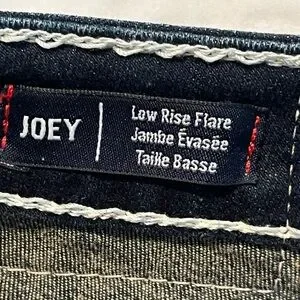 JOEY
Low Rise Flare
Jambe Évasée
Taille Basse